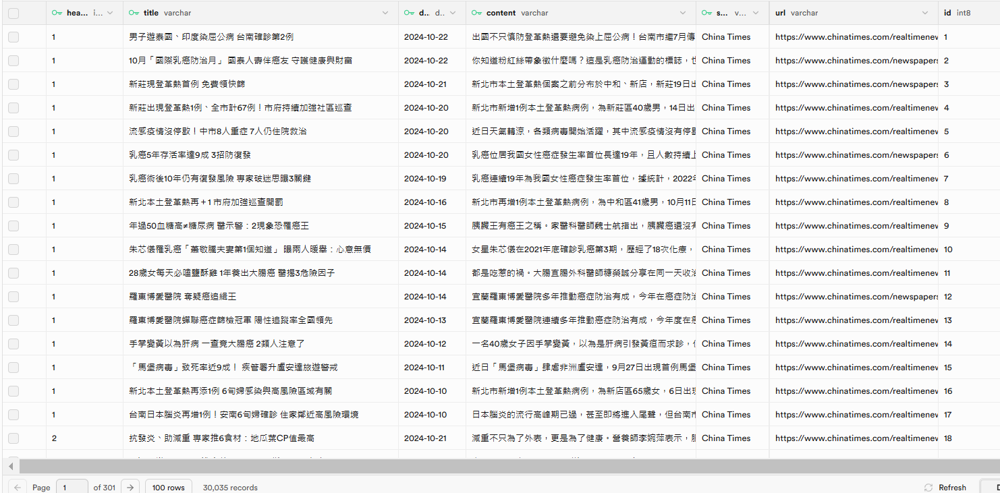 hea... i... title varchar d.. d.. content varchar s... v... url varchar id int8
1 男子遊泰國、印度染屈公病 台南確診第2例 2024-10-22 出國不只慎防登革熱還要避免染上屈公病！台南市繼7月傳 China Times https://www.chinatimes.com/realtimenew 1
1 10月「國際乳癌防治月」 國泰人壽伴癌友 守護健康與財富 2024-10-22 你知道粉紅絲帶象徵什麼嗎？這是乳癌防治運動的標誌，也 China Times https://www.chinatimes.com/newspapers 2
1 新莊現登革熱首例 免費領快篩 2024-10-21 新北市本土登革熱個案之前分布於中和、新店，新莊19日出 China Times https://www.chinatimes.com/newspapers 3
1 新莊出現登革熱1例、全市計67例！市府持續加強社區巡查 2024-10-20 新北市新增1例本土登革熱病例，為新莊區40歲男，14日出 China Times https://www.chinatimes.com/realtimenew 4
1 流感疫情沒停歇！中市8人重症 7人仍住院救治 2024-10-20 近日天氣轉涼，各類病毒開始活躍，其中流感疫情沒有停歇 China Times https://www.chinatimes.com/realtimenew 5
1 乳癌5年存活率達9成 3招防復發 2024-10-20 乳癌位居我國女性癌症發生率首位長達19年，且人數持續上 China Times https://www.chinatimes.com/newspapers 6
1 乳癌術後10年仍有復發風險 專家破迷思曝3關鍵 2024-10-19 乳癌連續19年為我國女性癌症發生率首位，據統計，2022年 China Times https://www.chinatimes.com/realtimenew 7
1 新北本土登革熱再＋1 市府加強巡查開罰 2024-10-16 新北市再增1例本土登革熱病例，為中和區41歲男，10月11日 China Times https://www.chinatimes.com/realtimenew 8
1 年過50血糖高≠糖尿病 醫示警：2現象恐罹癌王 2024-10-15 胰臟王有癌王之稱。家醫科醫師魏士航指出，胰臟癌還沒有 China Times https://www.chinatimes.com/realtimenew 9
1 朱芯儀罹乳癌「蕭敬騰夫妻第1個知道」 曝兩人暖舉：心意無價 2024-10-14 女星朱芯儀在2021年底確診乳癌第3期，歷經了18次化療， China Times https://www.chinatimes.com/realtimenew 10
1 28歲女每天必嗑鹽酥雞 1年養出大腸癌 醫揭3危險因子 2024-10-14 都是吃惹的禍。大腸直腸外科醫師糠榮誠分享在同一天收治 China Times https://www.chinatimes.com/realtimenew 11
1 羅東博愛醫院 奪疑癌追緝王 2024-10-14 宜蘭羅東博愛醫院多年推動癌症防治有成，今年在癌症防治 China Times https://www.chinatimes.com/newspapers 12
1 羅東博愛醫院蟬聯癌症篩檢冠軍 陽性追蹤率全國領先 2024-10-13 宜蘭羅東博愛醫院連續多年推動癌症防治有成，今年度在癌 China Times https://www.chinatimes.com/realtimenew 13
1 手掌變黃以為肝病 一查竟大腸癌 2類人注意了 2024-10-12 一名40歲女子因手掌變黃，以為是肝病引發黃疸而求診， China Times https://www.chinatimes.com/realtimenew 14
1 「馬堡病毒」致死率近9成！ 疾管署升盧安達旅遊警戒 2024-10-11 近日「馬堡病毒」肆虐非洲盧安達，9月27日出現首例馬堡 China Times https://www.chinatimes.com/realtimenew 15
1 新北本土登革熱再添1例 6旬婦感染與高風險區域有關 2024-10-10 新北市新增1例本土登革熱病例，為新店區65歲女，6日出現 China Times https://www.chinatimes.com/realtimenew 16
1 台南日本腦炎再增1例！安南6旬婦確診 住家鄰近高風險環境 2024-10-10 日本腦炎的流行高峰期已過，甚至即將進入尾聲，但台南市 China Times https://www.chinatimes.com/realtimenew 17
2 抗發炎、助減重 專家推6食材：地瓜葉CP值最高 2024-10-21 減重不只為了外表，更是為了健康。營養師李婉萍表示， China Times https://www.chinatimes.com/realtimenew 18
Page 1 of 301 100 rows 30,035 records Refresh